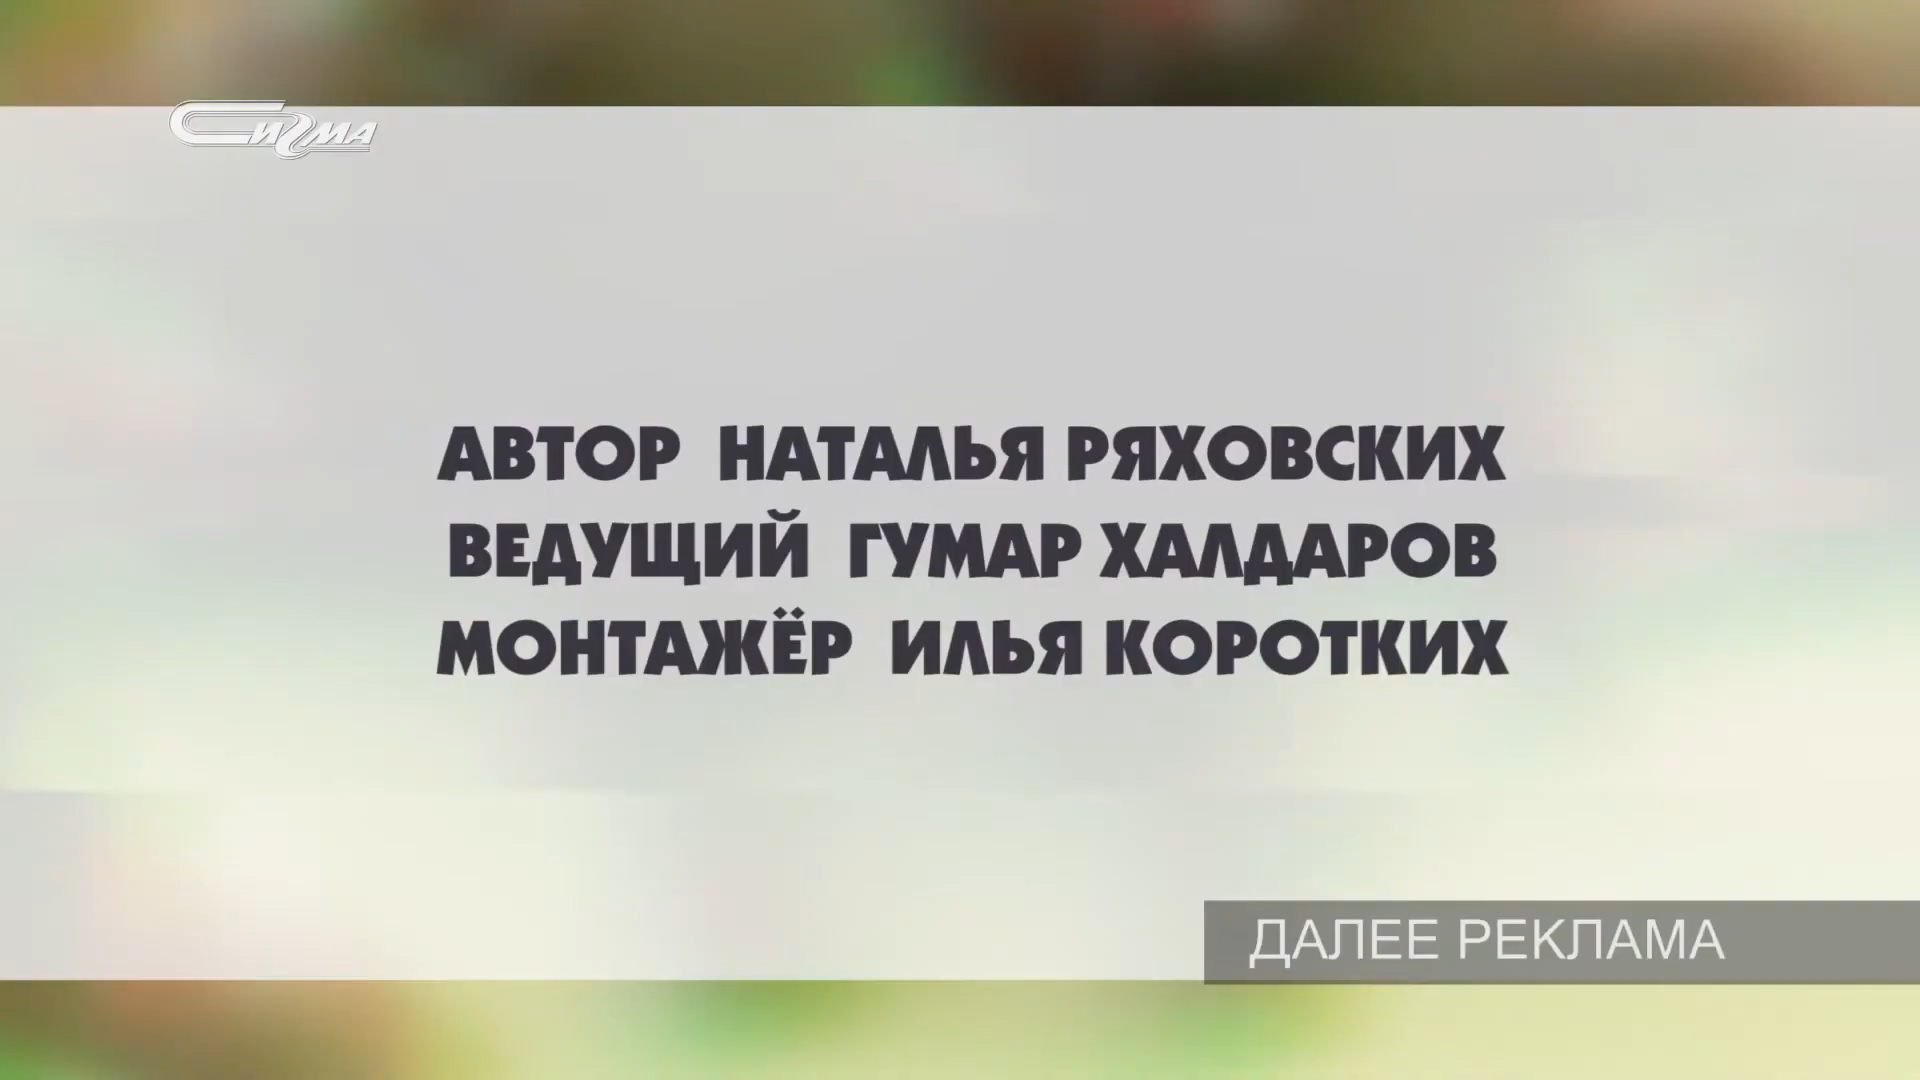 Сигма
АВТОР НАТАЛЬЯ РЯХОВСКИХ
ВЕДУЩИЙ ГУМАР ХАЛДАРОВ
МОНТАЖЁР ИЛЬЯ КОРОТКИХ
ДАЛЕЕ РЕКЛАМА